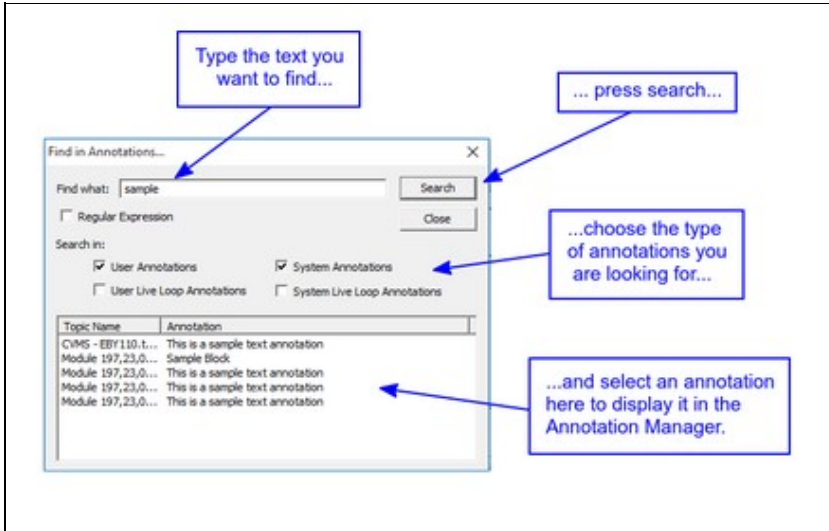 Type the text you
want to find...
... press search...
Find in Annotations...
Find what: sample
Search
Regular Expression
Close
...choose the type
of annotations you
are looking for...
Search in:
User Annotations
System Annotations
User Live Loop Annotations
System Live Loop Annotations
Topic Name Annotation
CVMS - EBY110.t... This is a sample text annotation
Module 197,23,0... Sample Block
Module 197,23,0... This is a sample text annotation
Module 197,23,0... This is a sample text annotation
Module 197,23,0... This is a sample text annotation
...and select an annotation
here to display it in the
Annotation Manager.